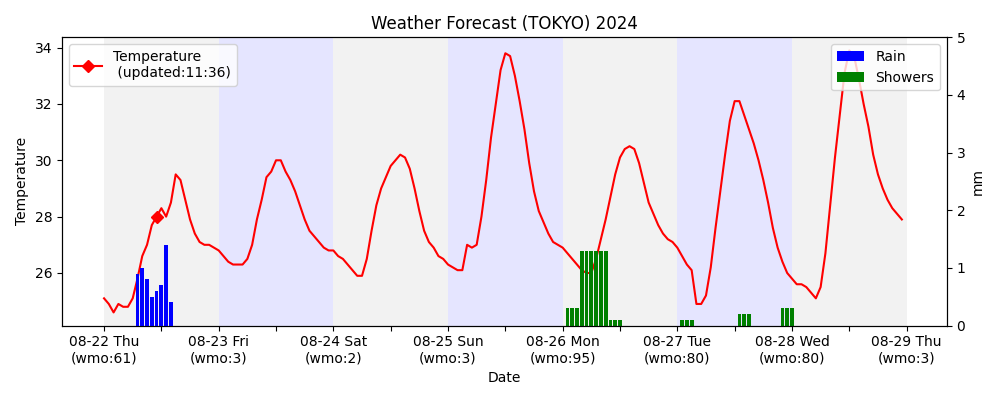 Weather Forecast (TOKYO) 2024
Temperature
(updated:11:36)
Rain
Showers
34
32
30
28
26
Temperature
5
4
3
2
1
0
mm
08-22 Thu
(wmo:61)
08-23 Fri
(wmo:3)
08-24 Sat
(wmo:2)
08-25 Sun
(wmo:3)
08-26 Mon
(wmo:95)
08-27 Tue
(wmo:80)
08-28 Wed
(wmo:80)
08-29 Thu
(wmo:3)
Date